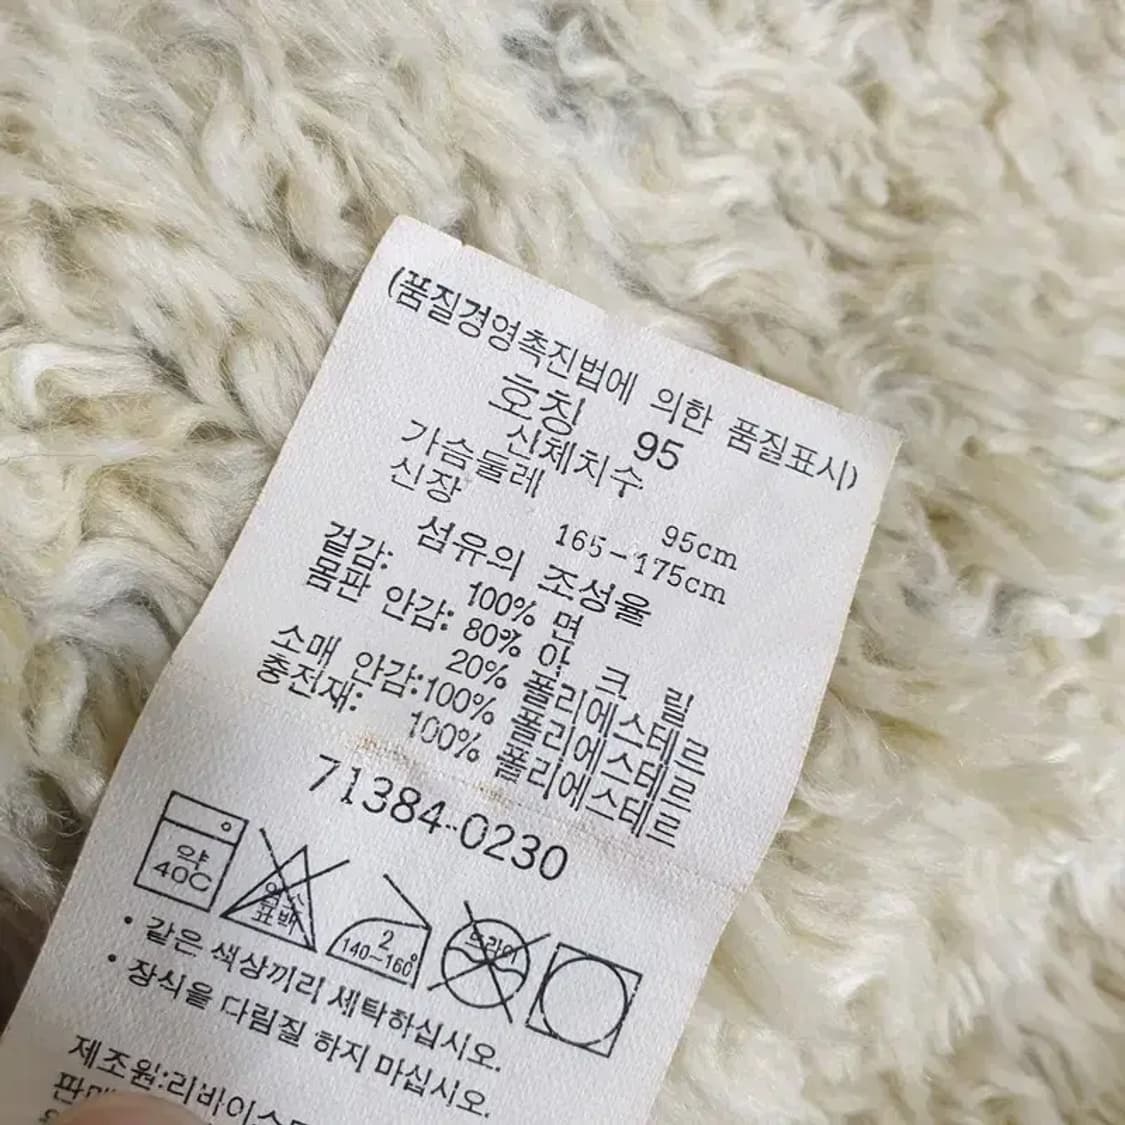 (품질경영촉진법에 의한 품질표시)
호칭 95
신체치수
가슴둘레 95cm
신장 165-175cm
섬유의 조성율
겉감: 100% 면
몸판 안감: 80% 아 크 릴
20% 폴리에스테르
소매 안감:100% 폴리에스테르
충전재: 100% 폴리에스테르
71384-0230
약
40C
염소
표백
2
140-160
드라이
• 같은 색상끼리 세탁하십시오.
• 장식을 다림질 하지 마십시오.
제조원:리바이스